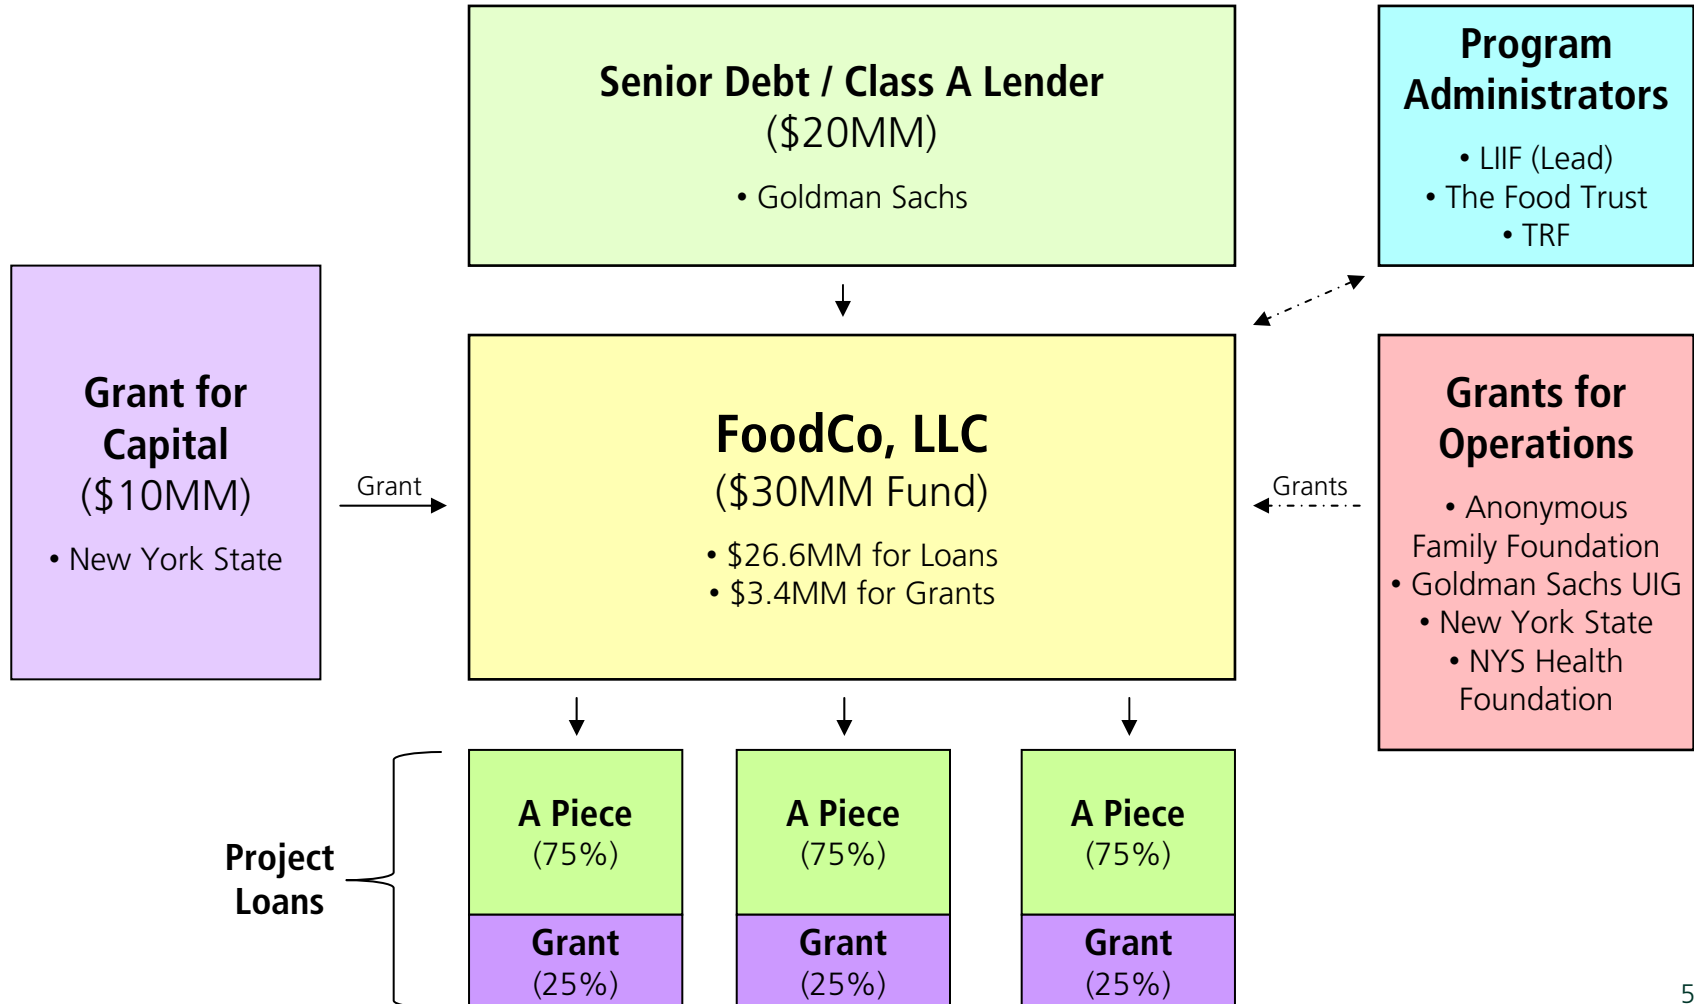 Senior Debt / Class A Lender
($20MM)
• Goldman Sachs
Program
Administrators
• LIIF (Lead)
• The Food Trust
• TRF
Grant for
Capital
($10MM)
• New York State
Grant
FoodCo, LLC
($30MM Fund)
• $26.6MM for Loans
• $3.4MM for Grants
Grants
Grants for
Operations
• Anonymous
Family Foundation
• Goldman Sachs UIG
• New York State
• NYS Health
Foundation
Project
Loans
A Piece
(75%)
Grant
(25%)
A Piece
(75%)
Grant
(25%)
A Piece
(75%)
Grant
(25%)
5